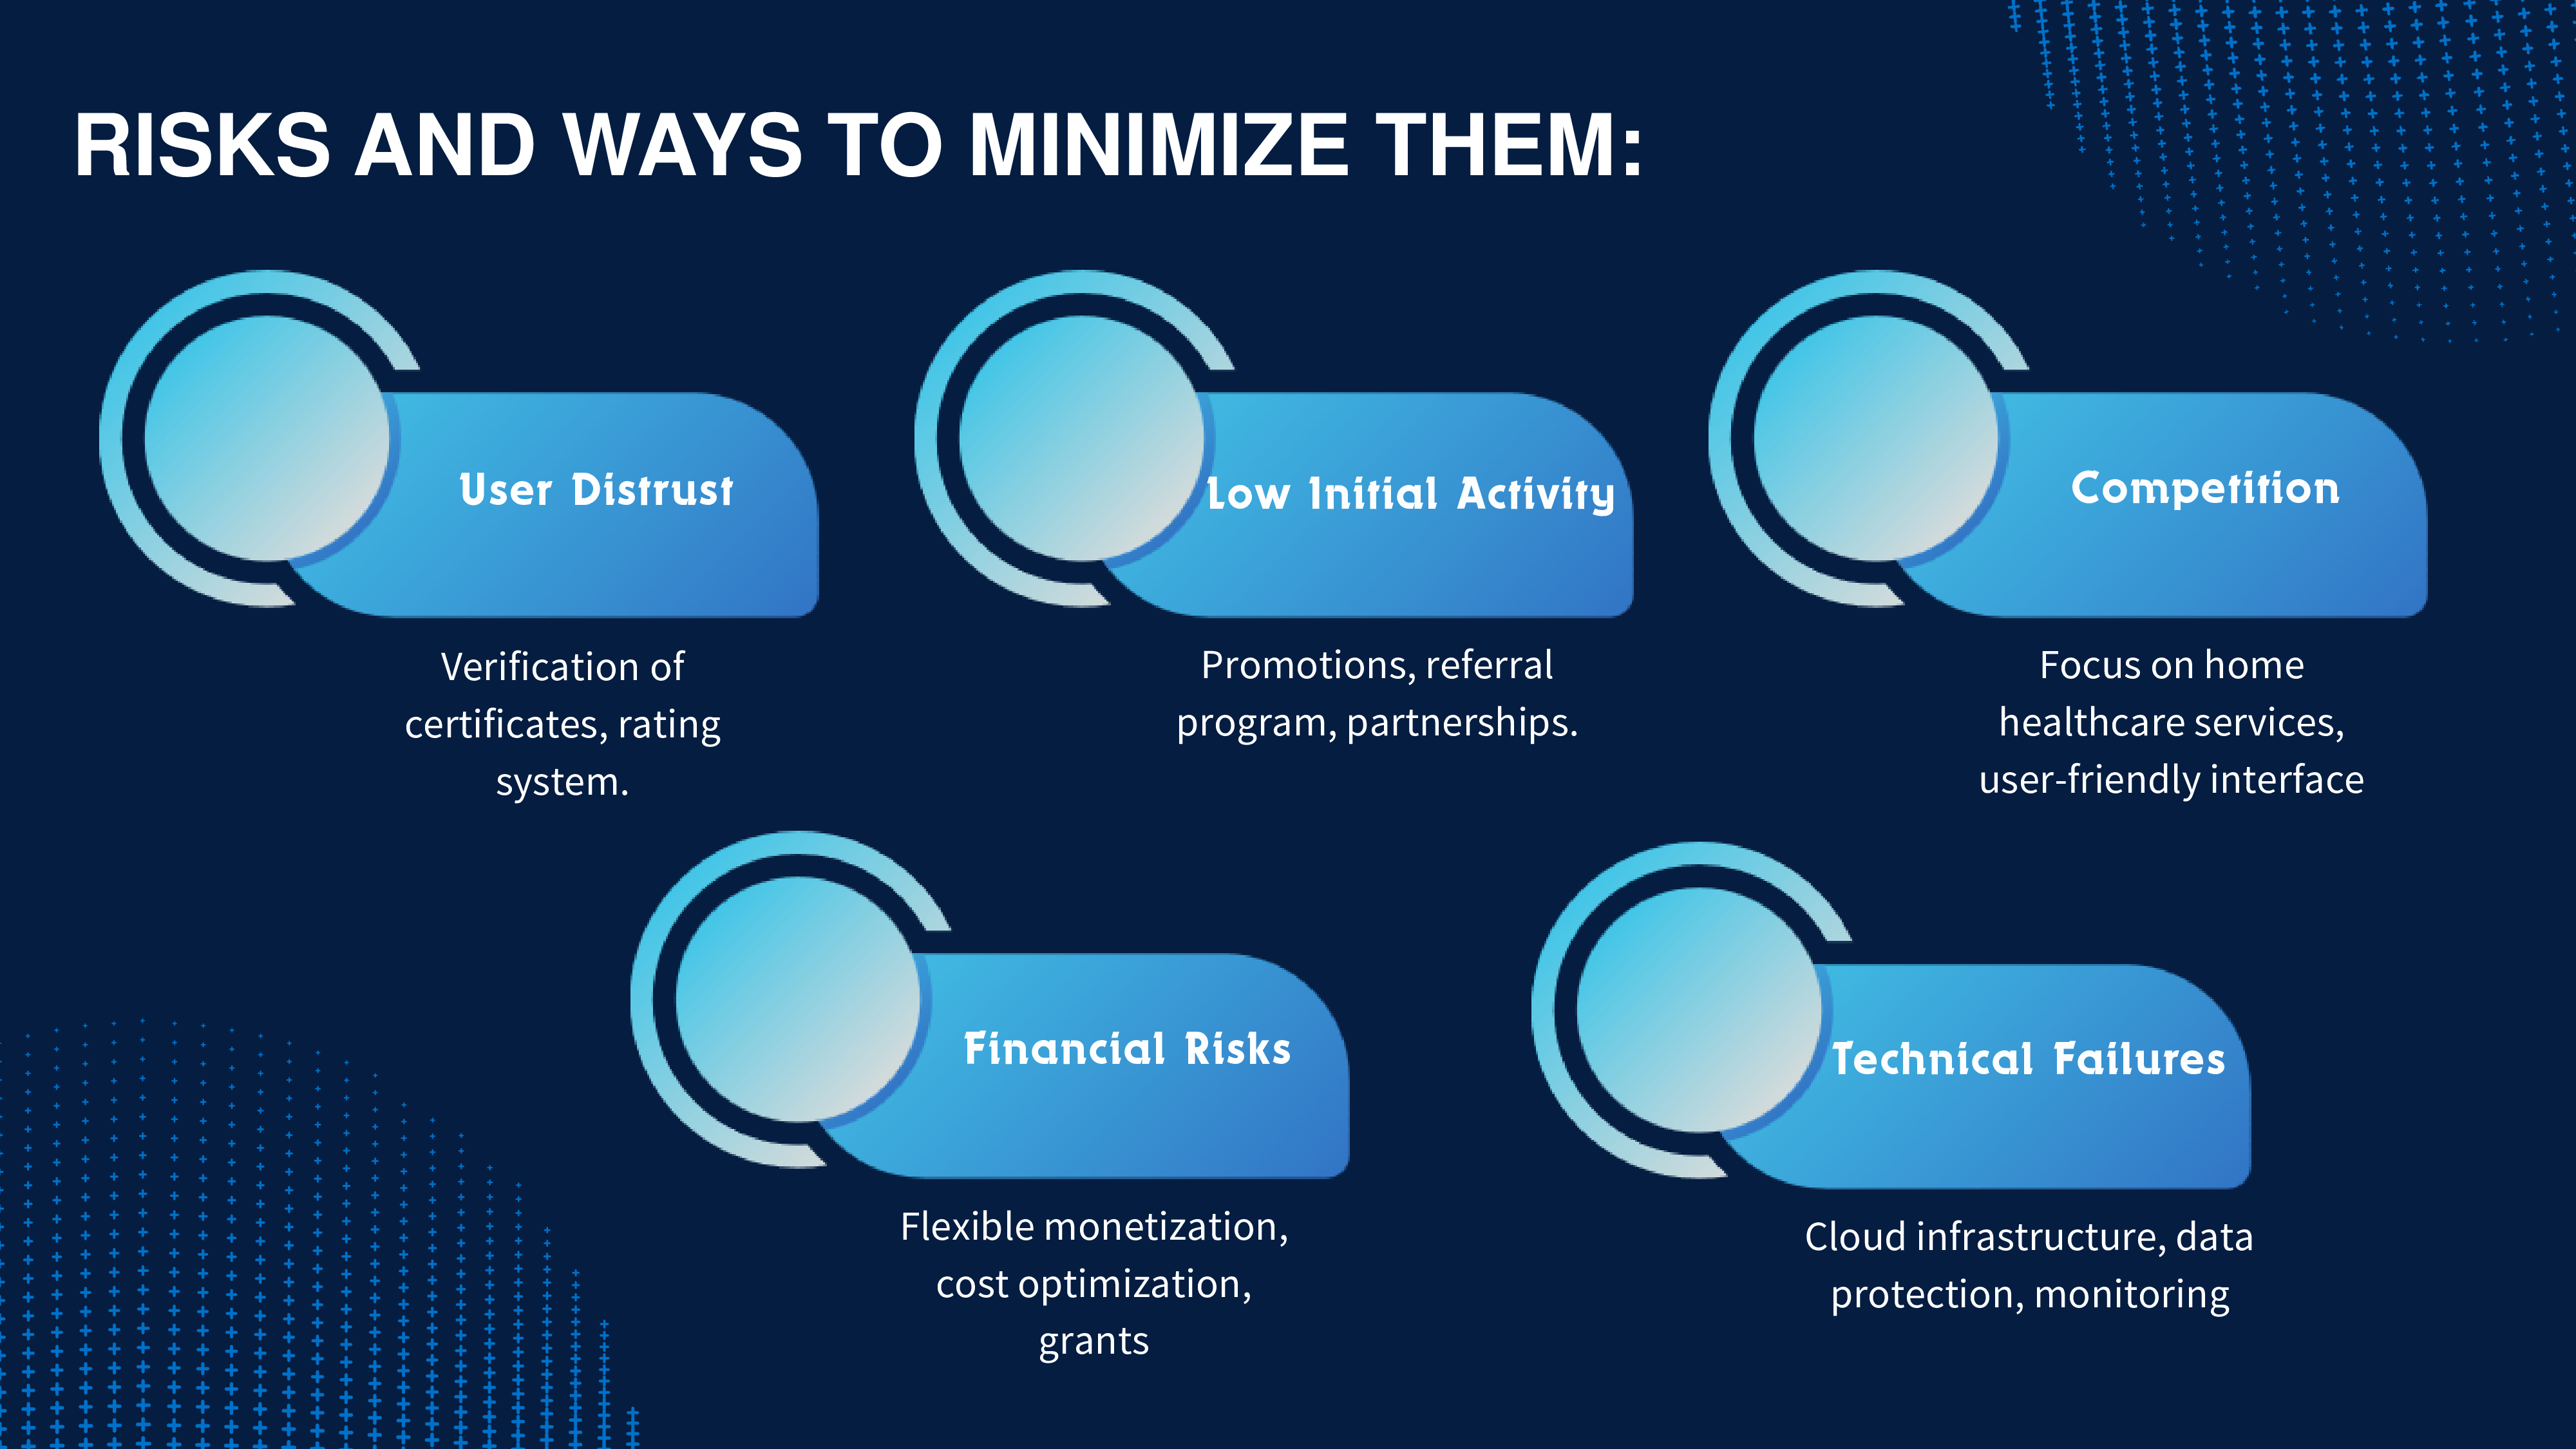 RISKS AND WAYS TO MINIMIZE THEM:
User Distrust
Verification of
certificates, rating
system.
Low Initial Activity
Promotions, referral
program, partnerships.
Competition
Focus on home
healthcare services,
user-friendly interface
Financial Risks
Flexible monetization,
cost optimization,
grants
Technical Failures
Cloud infrastructure, data
protection, monitoring